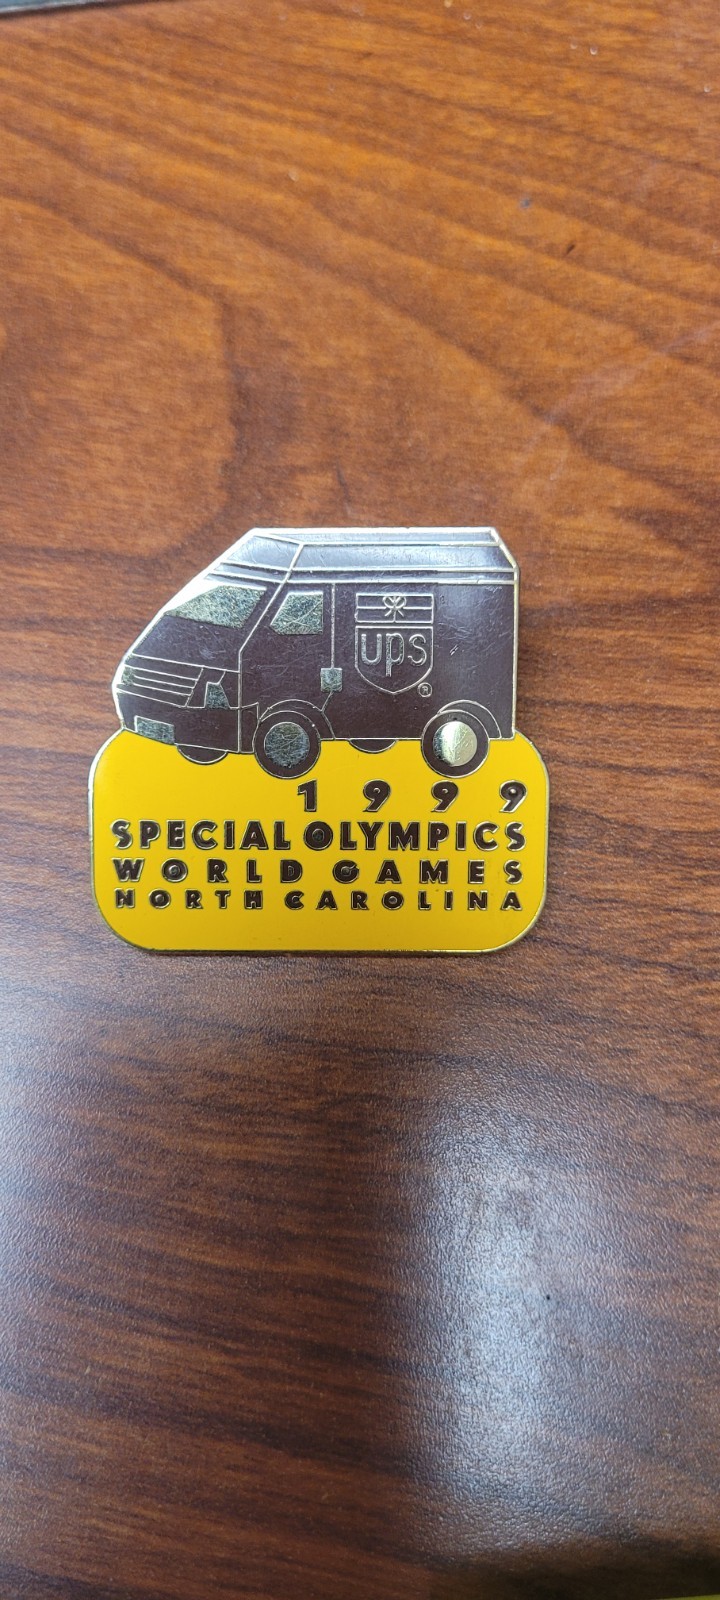 ups
®
1999
SPECIAL OLYMPICS
WORLD GAMES
NORTH CAROLINA